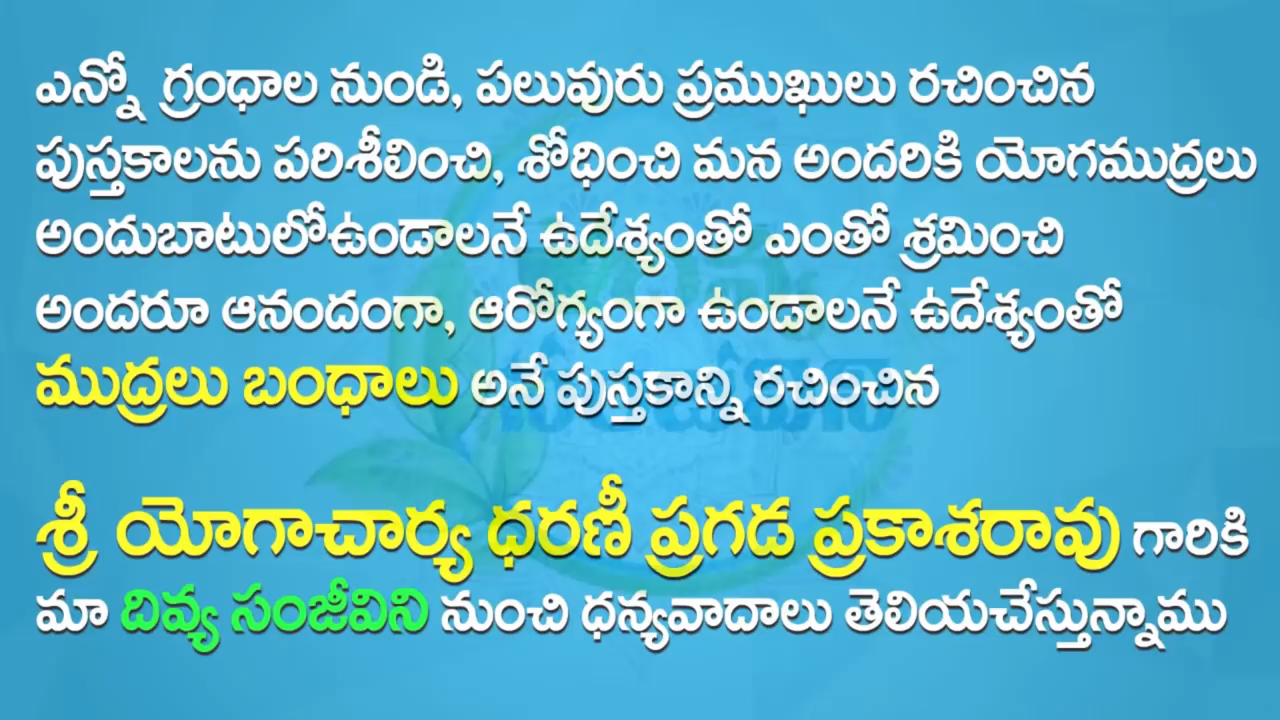 ఎన్నో గ్రంధాల నుండి, పలువురు ప్రముఖులు రచించిన
పుస్తకాలను పరిశీలించి, శోధించి మన అందరికి యోగముద్రలు
అందుబాటులోఉండాలనే ఉదేశ్యంతో ఎంతో శ్రమించి
అందరూ ఆనందంగా, ఆరోగ్యంగా ఉండాలనే ఉదేశ్యంతో
ముద్రలు బంధాలు అనే పుస్తకాన్ని రచించిన
శ్రీ యోగాచార్య ధరణీ ప్రగడ ప్రకాశరావు గారికి
మా దివ్య సంజీవిని నుంచి ధన్యవాదాలు తెలియచేస్తున్నాము